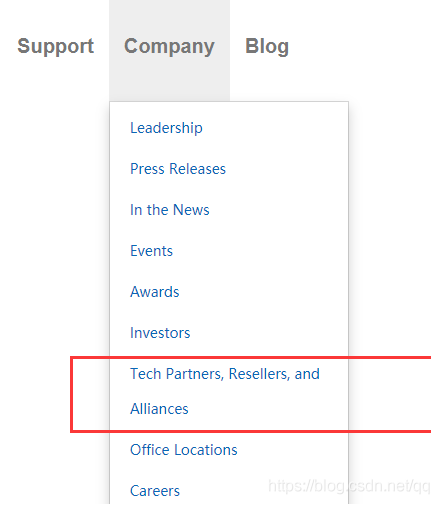 Support Company Blog
Leadership
Press Releases
In the News
Events
Awards
Investors
Tech Partners, Resellers, and
Alliances
Office Locations
Careers
https://blog.csdn.net/qq